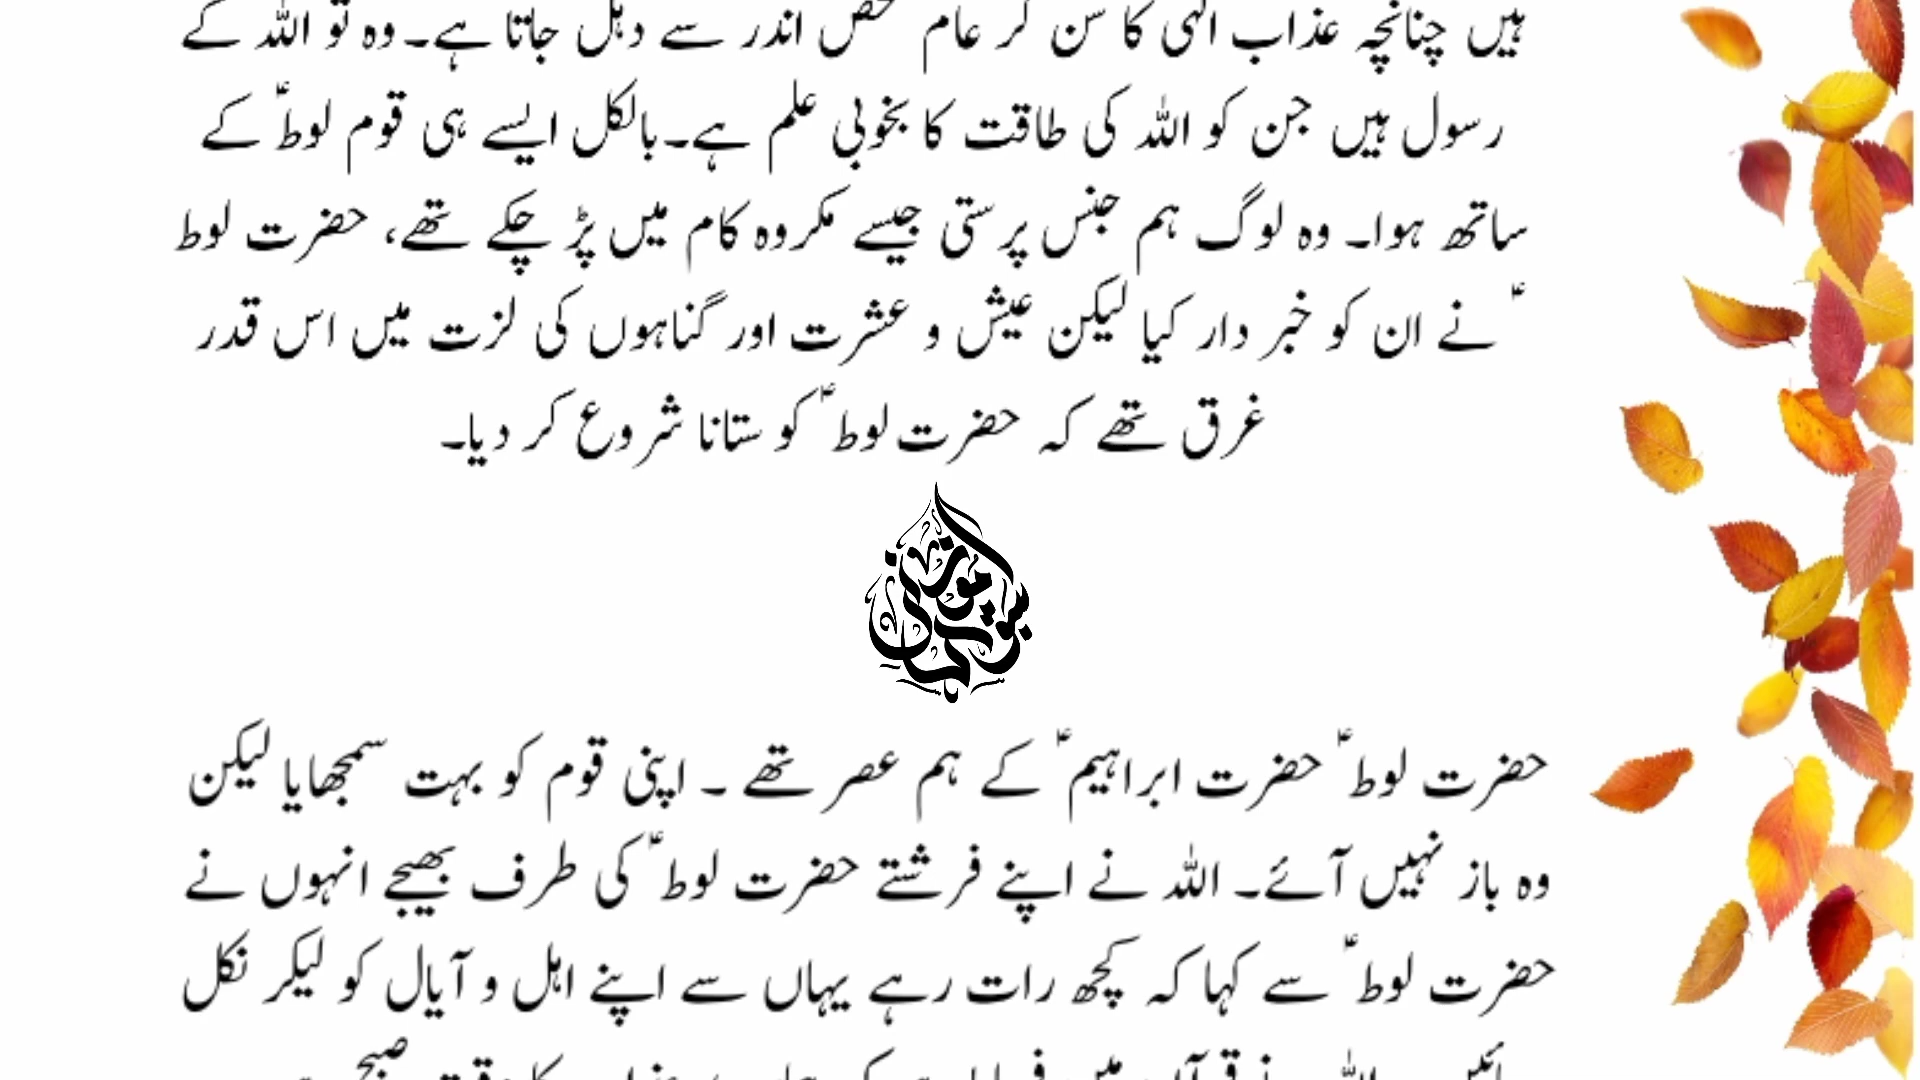 ہیں چنانچہ عذاب الہی کا سن کر عام شخص اندر سے دہل جاتا ہے۔ وہ تو اللہ کے
رسول ہیں جن کو اللہ کی طاقت کا بخوبی علم ہے۔ بالکل ایسے ہی قوم لوطؑ کے
ساتھ ہوا۔ وہ لوگ ہم جنس پرستی جیسے مکروہ کام میں پڑ چکے تھے، حضرت لوط
ؑ نے ان کو خبر دار کیا لیکن عیش و عشرت اور گناہوں کی لزت میں اس قدر
غرق تھے کہ حضرت لوط ؑ کو ستانا شروع کر دیا۔
سبق آموز کہانیاں
حضرت لوط ؑ حضرت ابراہیم ؑ کے ہم عصر تھے ۔ اپنی قوم کو بہت سمجھایا لیکن
وہ باز نہیں آئے۔ اللہ نے اپنے فرشتے حضرت لوط ؑ کی طرف بھیجے انہوں نے
حضرت لوط ؑ سے کہا کہ کچھ رات رہے یہاں سے اپنے اہل و آیال کو لیکر نکل